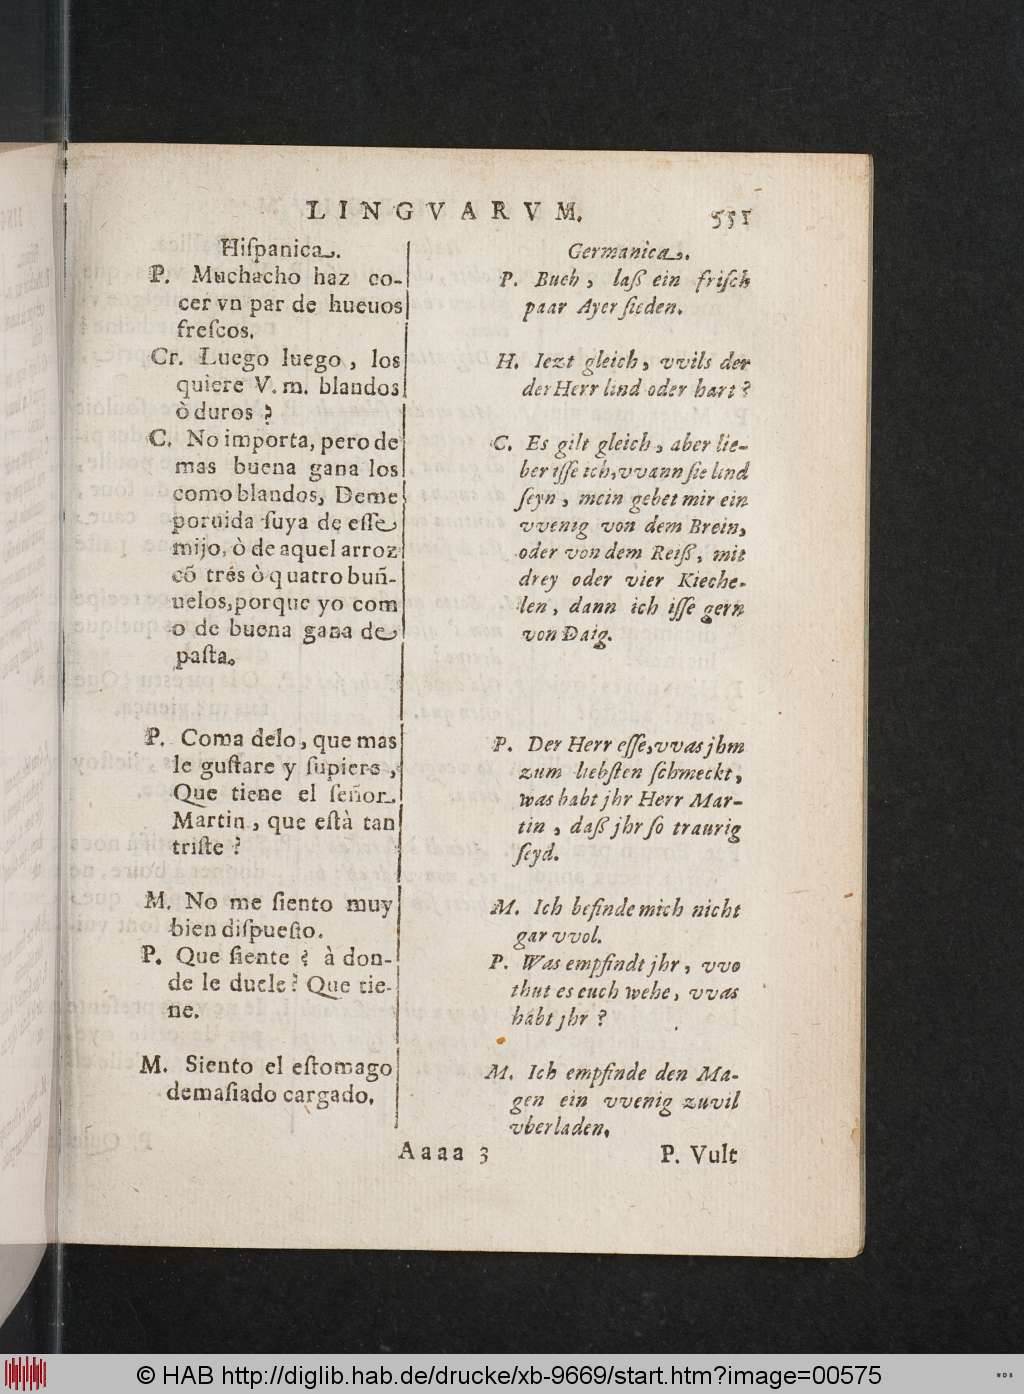 LINGVARVM.
551
Hiſpanica.
P. Muchacho haz co-
cer vn par de hueuos
freſcos.
Cr. Luego luego, los
quiere V. m. blandos
ò duros ?
C. No importa, pero de
mas buena gana los
como blandos, Deme
poruida ſuya de eſſe
mijo, ò de aquel arroz
cõ tres ò quatro buñ-
uelos, porque yo com
o de buena gana de
paſta.
P. Coma delo, que mas
le guſtare y ſupiere,
Que tiene el ſeñor
Martin, que eſtà tan
triſte ?
M. No me ſiento muy
bien diſpueſto.
P. Que ſiente ? à don-
de le duele ? Que tie-
ne.
M. Siento el eſtomago
demaſiado cargado.
Germanica.
P. Bueh, laß ein friſch
paar Ayer ſieden.
H. Iezt gleich, vvils der
der Herr lind oder hart ?
C. Es gilt gleich, aber lie-
ber iſſe ich, vvann ſie lind
ſeyn, mein gebet mir ein
vvenig von dem Brein,
oder von dem Reiß, mit
drey oder vier Kieche-
len, dann ich iſſe gern
von Daig.
P. Der Herr eſſe, vvas jhm
zum liebſten ſchmeckt,
was habt jhr Herr Mar-
tin, daß jhr ſo traurig
ſeyd.
M. Ich befinde mich nicht
gar vvol.
P. Was empfindt jhr, vvo
thut es euch wehe, vvas
habt jhr ?
M. Ich empfinde den Ma-
gen ein vvenig zuvil
vberladen.
Aaaa 3
P. Vult
© HAB http://diglib.hab.de/drucke/xb-9669/start.htm?image=00575